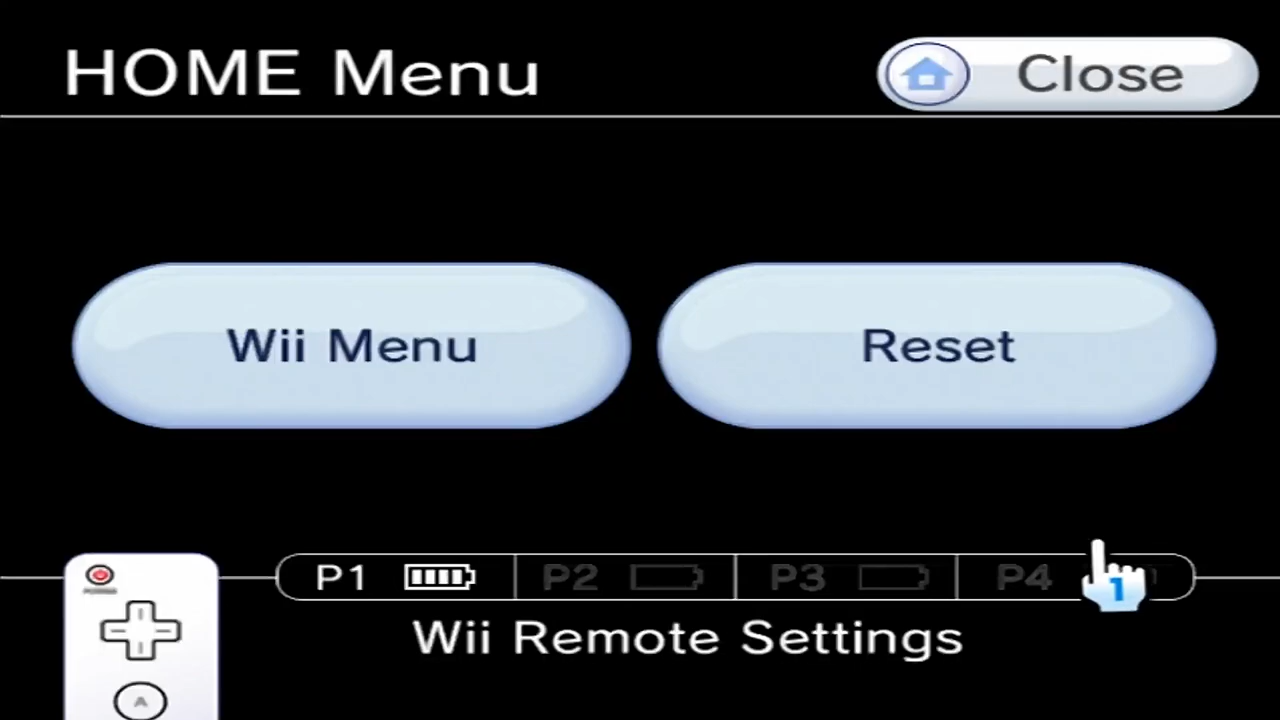 HOME Menu
Close
Wii Menu
Reset
P1
P2
P3
P4
1
Wii Remote Settings
A